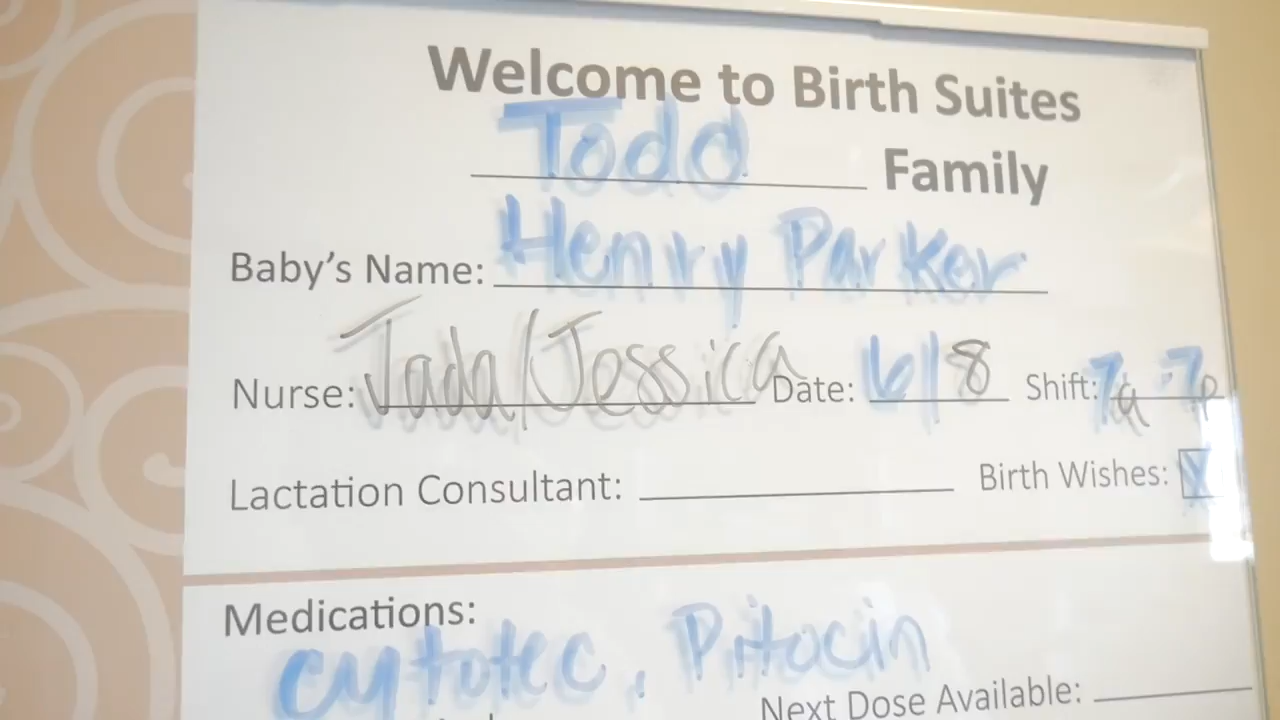 Welcome to Birth Suites
Todd Family
Baby's Name: Henry Parker
Nurse: Jada/Jessica Date: 6/8 Shift: 7a-7p
Lactation Consultant: Birth Wishes: X
Medications:
cytotec, Pitocin
Next Dose Available: